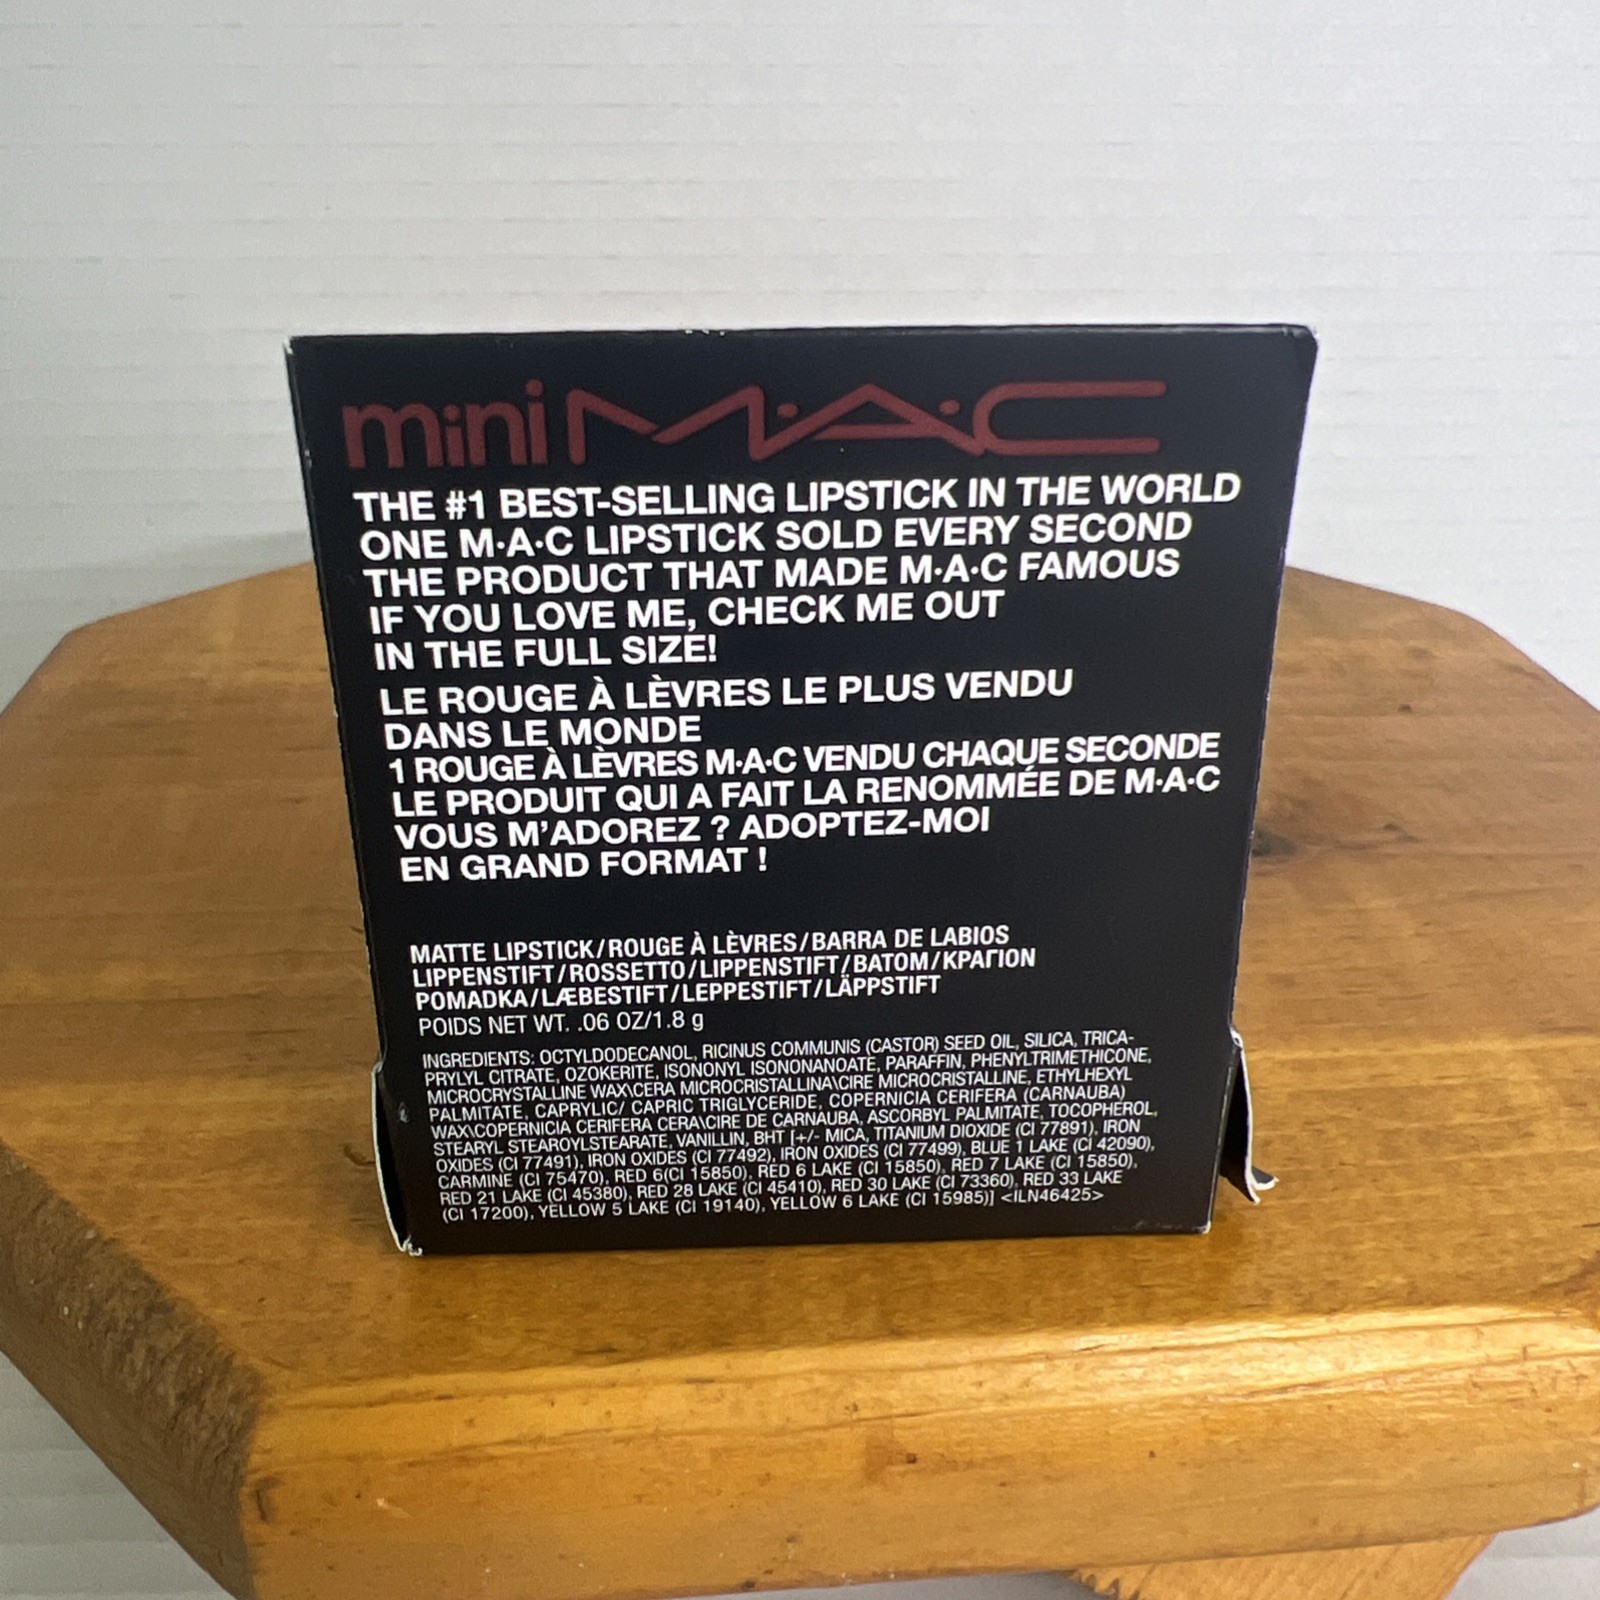 mini M·A·C
THE #1 BEST-SELLING LIPSTICK IN THE WORLD
ONE M·A·C LIPSTICK SOLD EVERY SECOND
THE PRODUCT THAT MADE M·A·C FAMOUS
IF YOU LOVE ME, CHECK ME OUT
IN THE FULL SIZE!
LE ROUGE À LÈVRES LE PLUS VENDU
DANS LE MONDE
1 ROUGE À LÈVRES M·A·C VENDU CHAQUE SECONDE
LE PRODUIT QUI A FAIT LA RENOMMÉE DE M·A·C
VOUS M'ADOREZ ? ADOPTEZ-MOI
EN GRAND FORMAT !
MATTE LIPSTICK/ROUGE À LÈVRES/BARRA DE LABIOS
LIPPENSTIFT/ROSSETTO/LIPPENSTIFT/BATOM/ΚΡΑΓΙΟΝ
POMADKA/LÆBESTIFT/LEPPESTIFT/LÄPPSTIFT
POIDS NET WT. .06 OZ/1.8 g
INGREDIENTS: OCTYLDODECANOL, RICINUS COMMUNIS (CASTOR) SEED OIL, SILICA, TRICA-
PRYLYL CITRATE, OZOKERITE, ISONONYL ISONONANOATE, PARAFFIN, PHENYLTRIMETHICONE,
MICROCRYSTALLINE WAX\CERA MICROCRISTALLINA\CIRE MICROCRISTALLINE, ETHYLHEXYL
PALMITATE, CAPRYLIC/ CAPRIC TRIGLYCERIDE, COPERNICIA CERIFERA (CARNAUBA)
WAX\COPERNICIA CERIFERA CERA\CIRE DE CARNAUBA, ASCORBYL PALMITATE, TOCOPHEROL,
STEARYL STEAROYLSTEARATE, VANILLIN, BHT [+/- MICA, TITANIUM DIOXIDE (CI 77891), IRON
OXIDES (CI 77491), IRON OXIDES (CI 77492), IRON OXIDES (CI 77499), BLUE 1 LAKE (CI 42090),
CARMINE (CI 75470), RED 6(CI 15850), RED 6 LAKE (CI 15850), RED 7 LAKE (CI 15850),
RED 21 LAKE (CI 45380), RED 28 LAKE (CI 45410), RED 30 LAKE (CI 73360), RED 33 LAKE
(CI 17200), YELLOW 5 LAKE (CI 19140), YELLOW 6 LAKE (CI 15985)] <ILN46425>